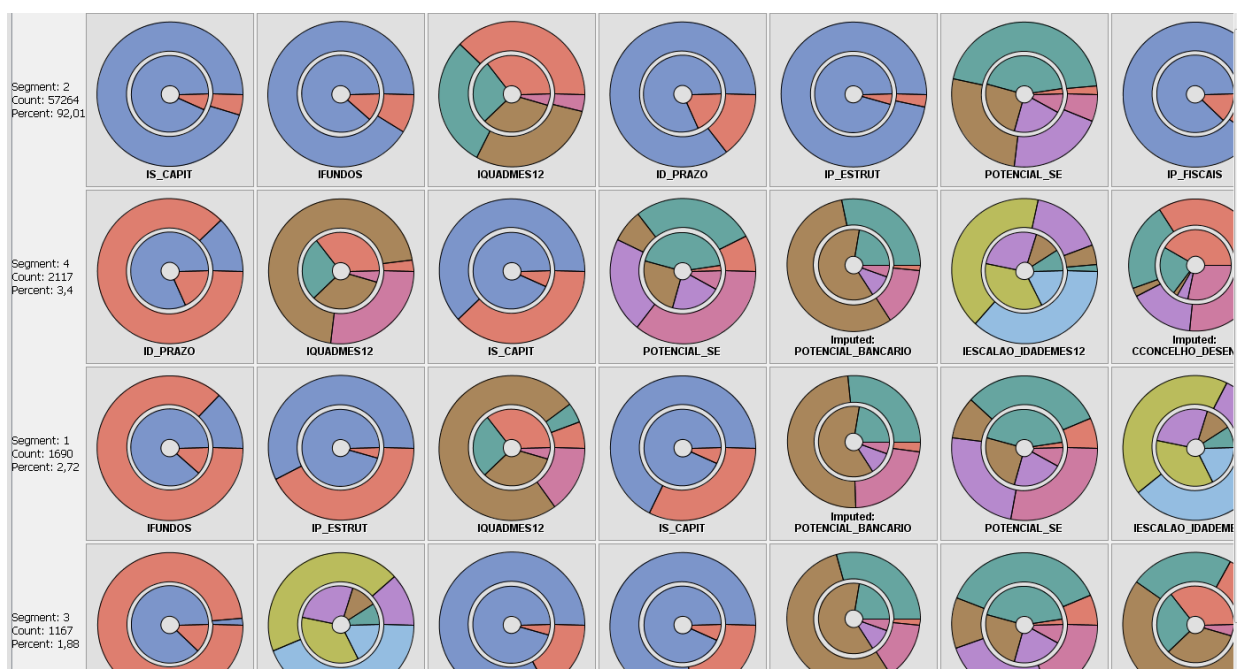 Segment: 2
Count: 57264
Percent: 92,01
IS_CAPIT
IFUNDOS
IQUADMES12
ID_PRAZO
IP_ESTRUT
POTENCIAL_SE
IP_FISCAIS
Segment: 4
Count: 2117
Percent: 3,4
ID_PRAZO
IQUADMES12
IS_CAPIT
POTENCIAL_SE
Imputed:
POTENCIAL_BANCARIO
IESCALAO_IDADEMES12
Imputed:
CCONCELHO_DESEN
Segment: 1
Count: 1690
Percent: 2,72
IFUNDOS
IP_ESTRUT
IQUADMES12
IS_CAPIT
Imputed:
POTENCIAL_BANCARIO
POTENCIAL_SE
IESCALAO_IDADEME
Segment: 3
Count: 1167
Percent: 1,88